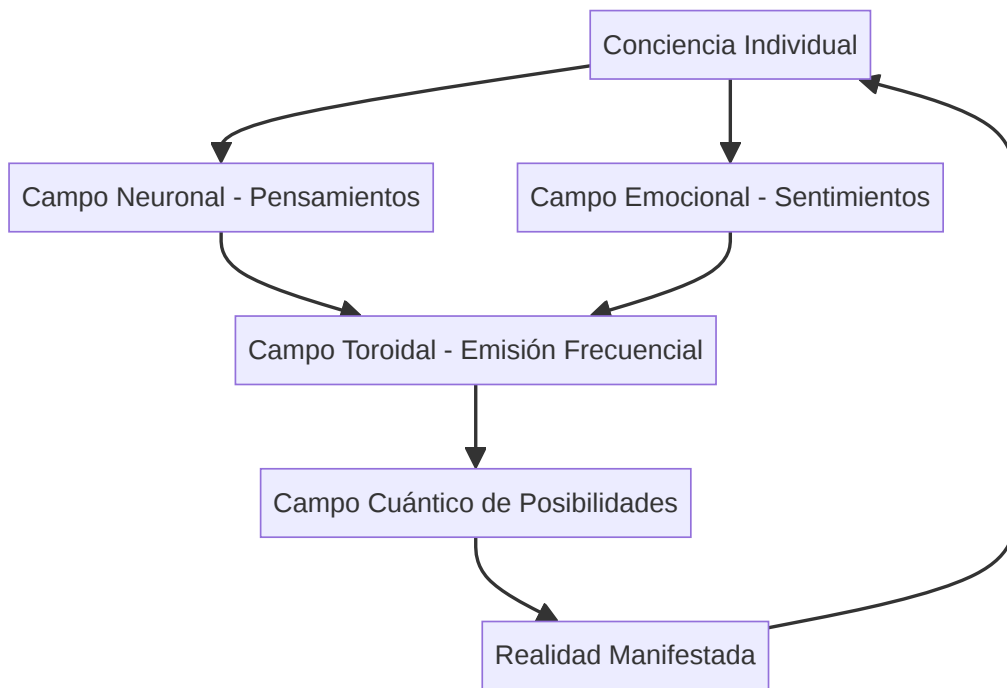 Conciencia Individual
Campo Neuronal - Pensamientos
Campo Emocional - Sentimientos
Campo Toroidal - Emisión Frecuencial
Campo Cuántico de Posibilidades
Realidad Manifestada